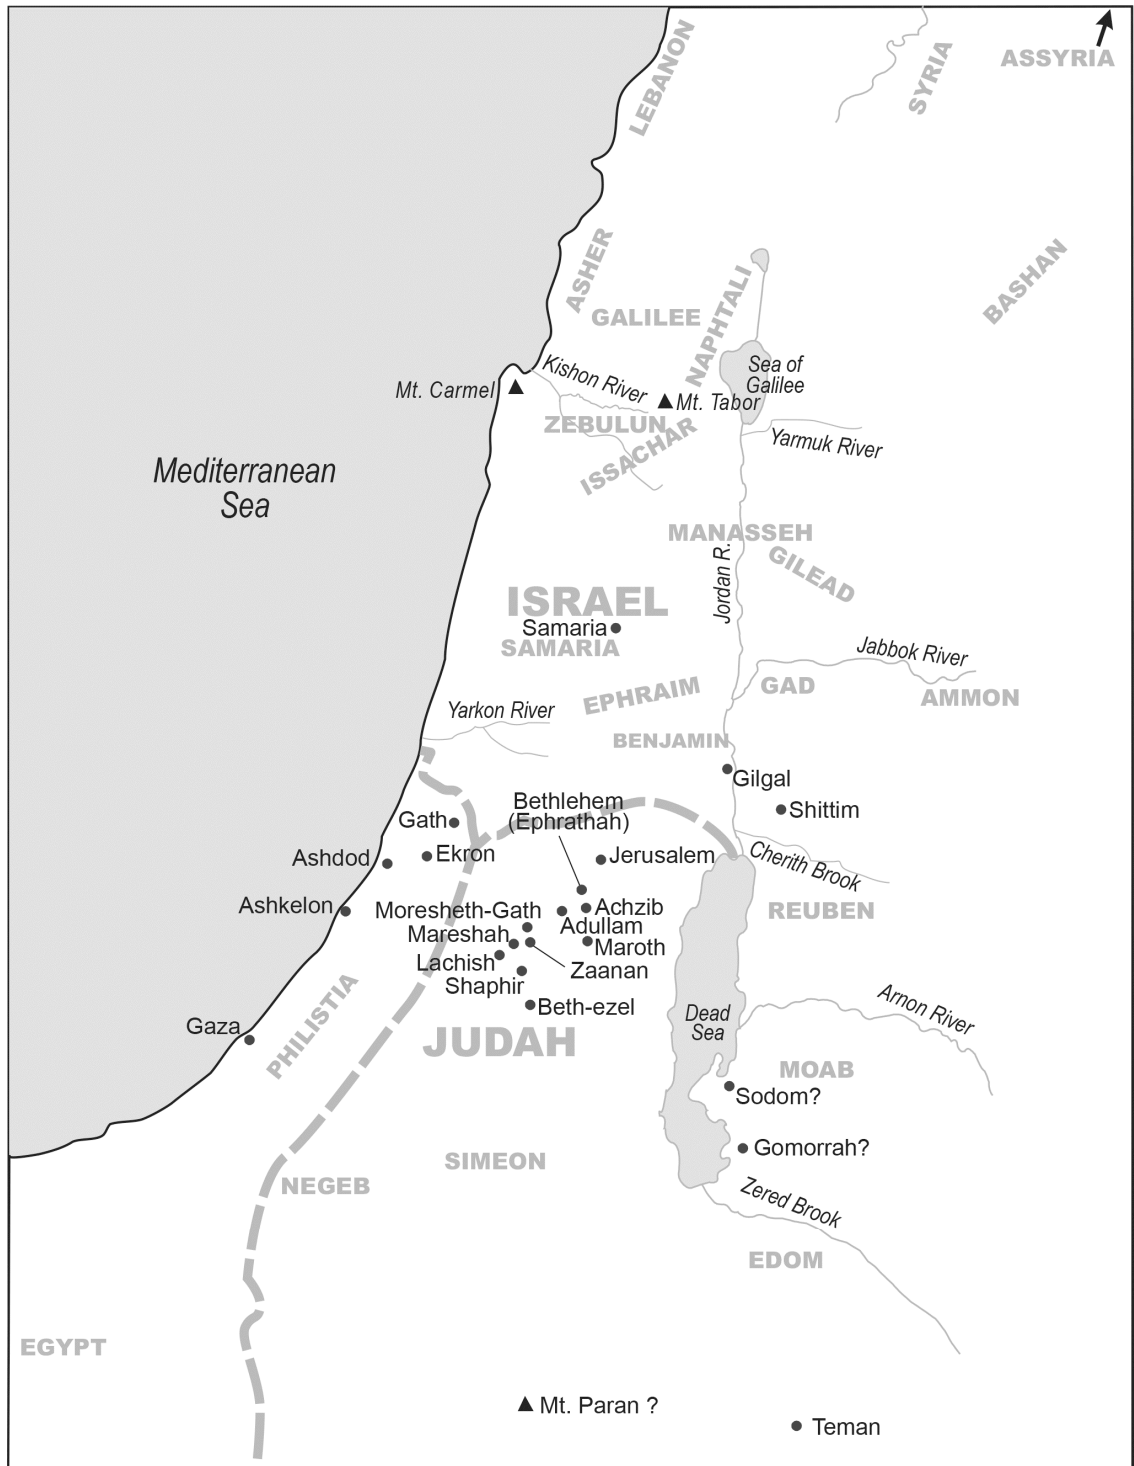 LEBANON
SYRIA
ASSYRIA
BASHAN
ASHER
GALILEE
NAPHTALI
Sea of
Galilee
Kishon River
Mt. Carmel
Mt. Tabor
ZEBULUN
ISSACHAR
Yarmuk River
Mediterranean
Sea
MANASSEH
GILEAD
Jordan R.
ISRAEL
Samaria
SAMARIA
Jabbok River
EPHRAIM
GAD
AMMON
Yarkon River
BENJAMIN
Gilgal
Shittim
Bethlehem
(Ephrathah)
Gath
Ekron
Ashdod
Jerusalem
Cherith Brook
Ashkelon
Moresheth-Gath
Achzib
REUBEN
Adullam
Mareshah
Maroth
Lachish
Zaanan
Shaphir
Beth-ezel
PHILISTIA
Gaza
JUDAH
Dead
Sea
Arnon River
MOAB
Sodom?
Gomorrah?
SIMEON
NEGEB
Zered Brook
EDOM
EGYPT
Mt. Paran ?
Teman